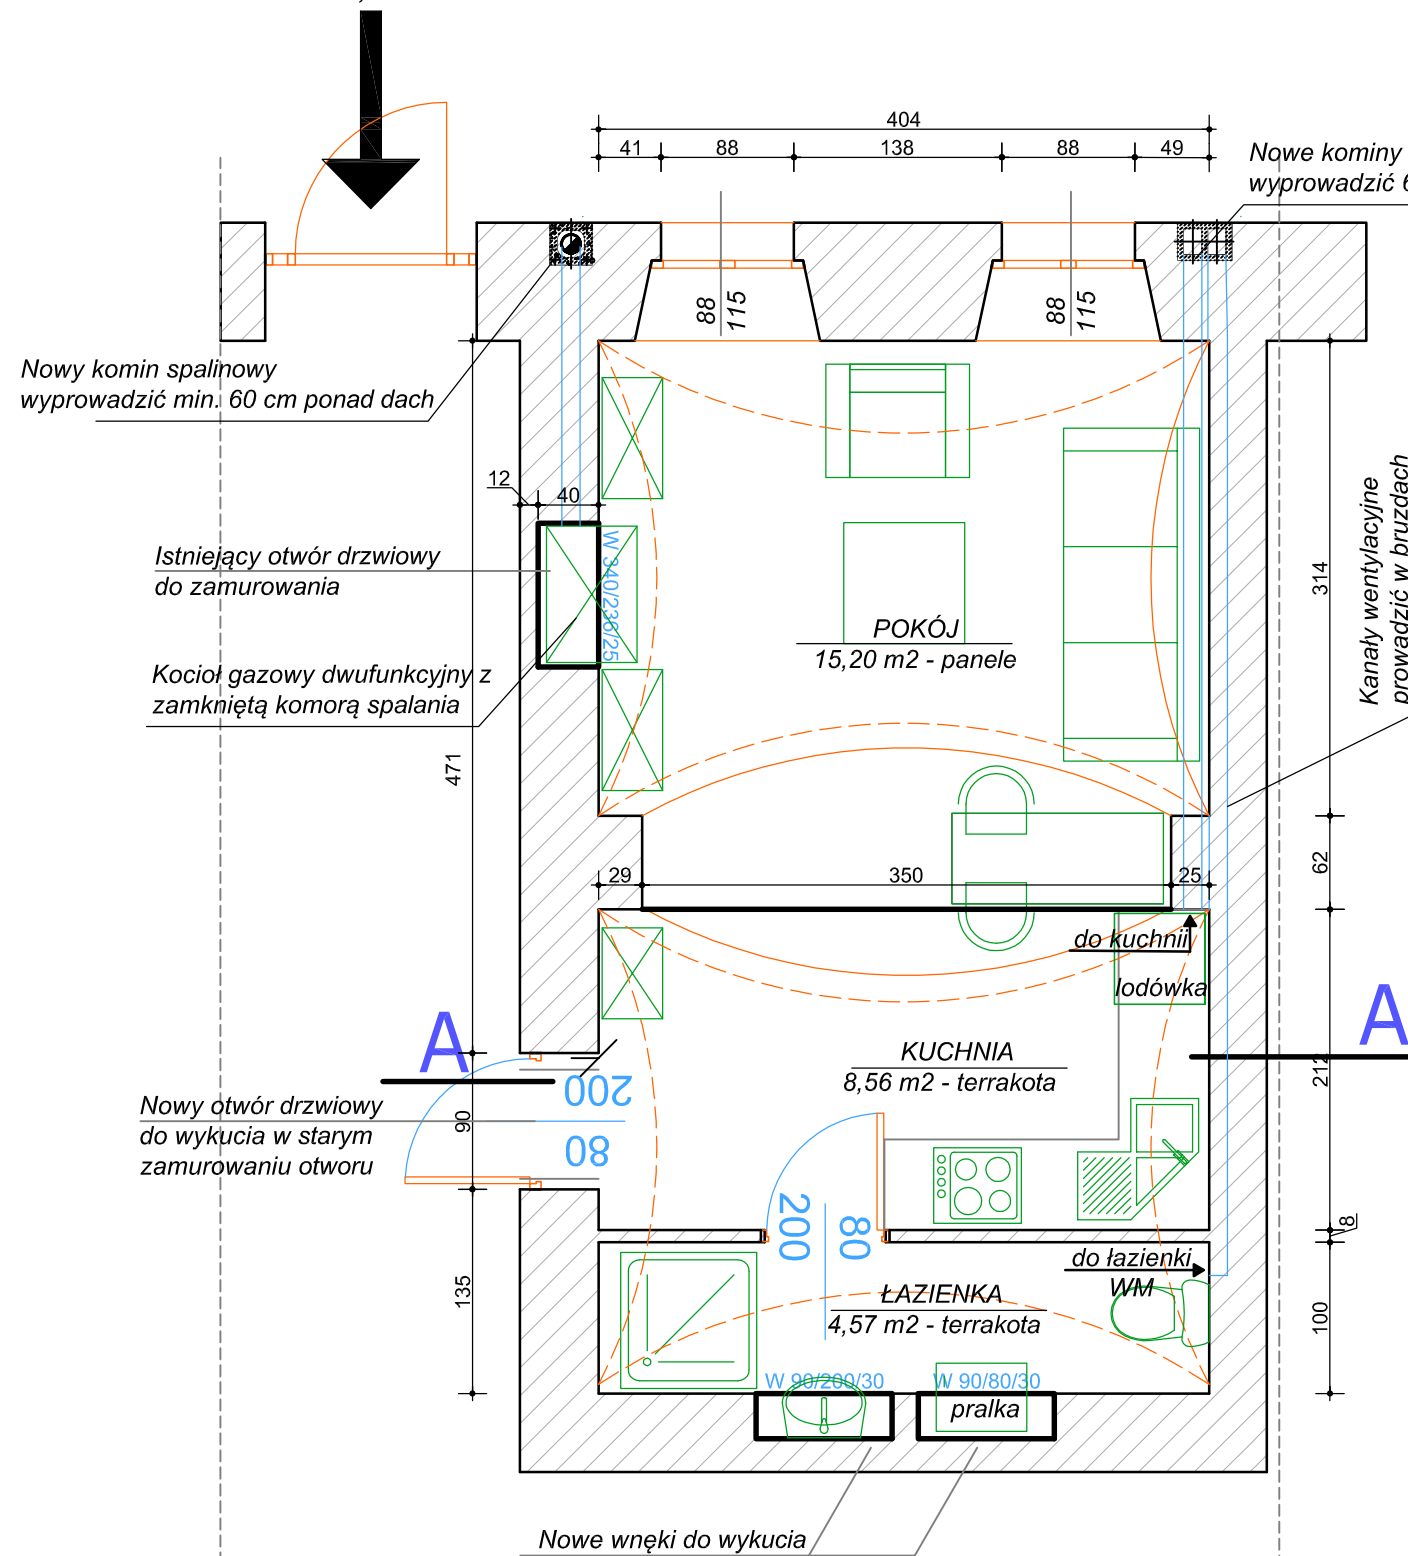 404
41 88 138 88 49
Nowe kominy
wyprowadzić
88
115
88
115
Nowy komin spalinowy
wyprowadzić min. 60 cm ponad dach
12
40
Istniejący otwór drzwiowy
do zamurowania
W 340/236/25
Kocioł gazowy dwufunkcyjny z
zamkniętą komorą spalania
POKÓJ
15,20 m2 - panele
Kanały wentylacyjne
prowadzić w bruzdach
314
471
62
29 350 25
do kuchnii
lodówka
A
A
KUCHNIA
8,56 m2 - terrakota
212
200
80
90
Nowy otwór drzwiowy
do wykucia w starym
zamurowaniu otworu
200
80
8
do łazienki
WM
ŁAZIENKA
4,57 m2 - terrakota
135
100
W 90/200/30
W 90/80/30
pralka
Nowe wnęki do wykucia